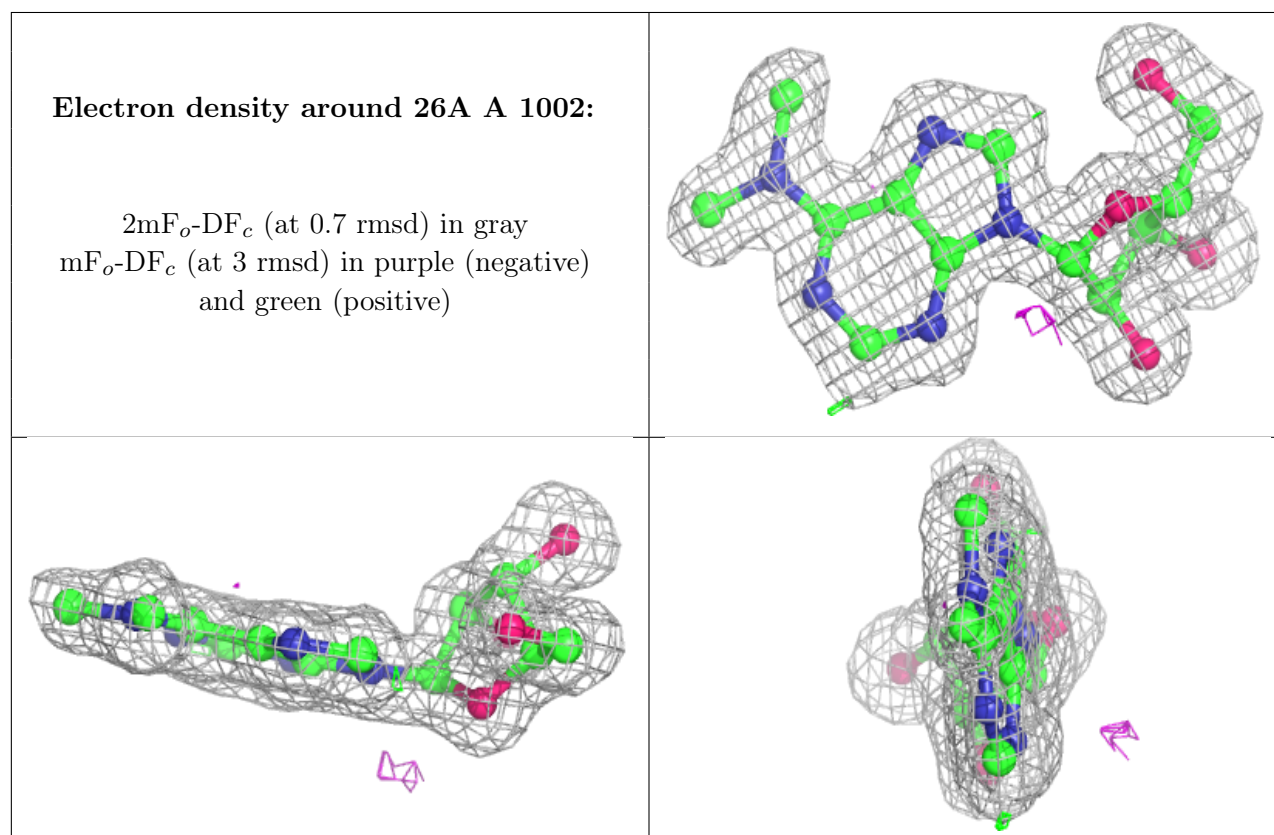 Electron density around 26A A 1002:
2mFo-DFc (at 0.7 rmsd) in gray
mFo-DFc (at 3 rmsd) in purple (negative)
and green (positive)